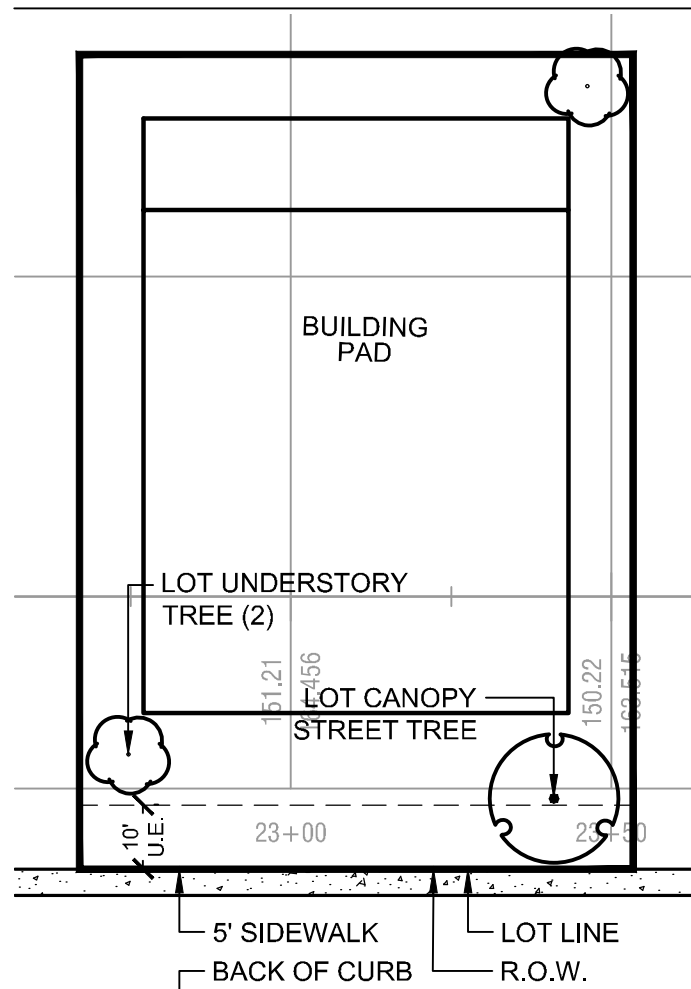 BUILDING
PAD
LOT UNDERSTORY
TREE (2)
151.21
150.22
LOT CANOPY
STREET TREE
10'
U.E.
23+00
23+50
5' SIDEWALK
LOT LINE
BACK OF CURB
R.O.W.